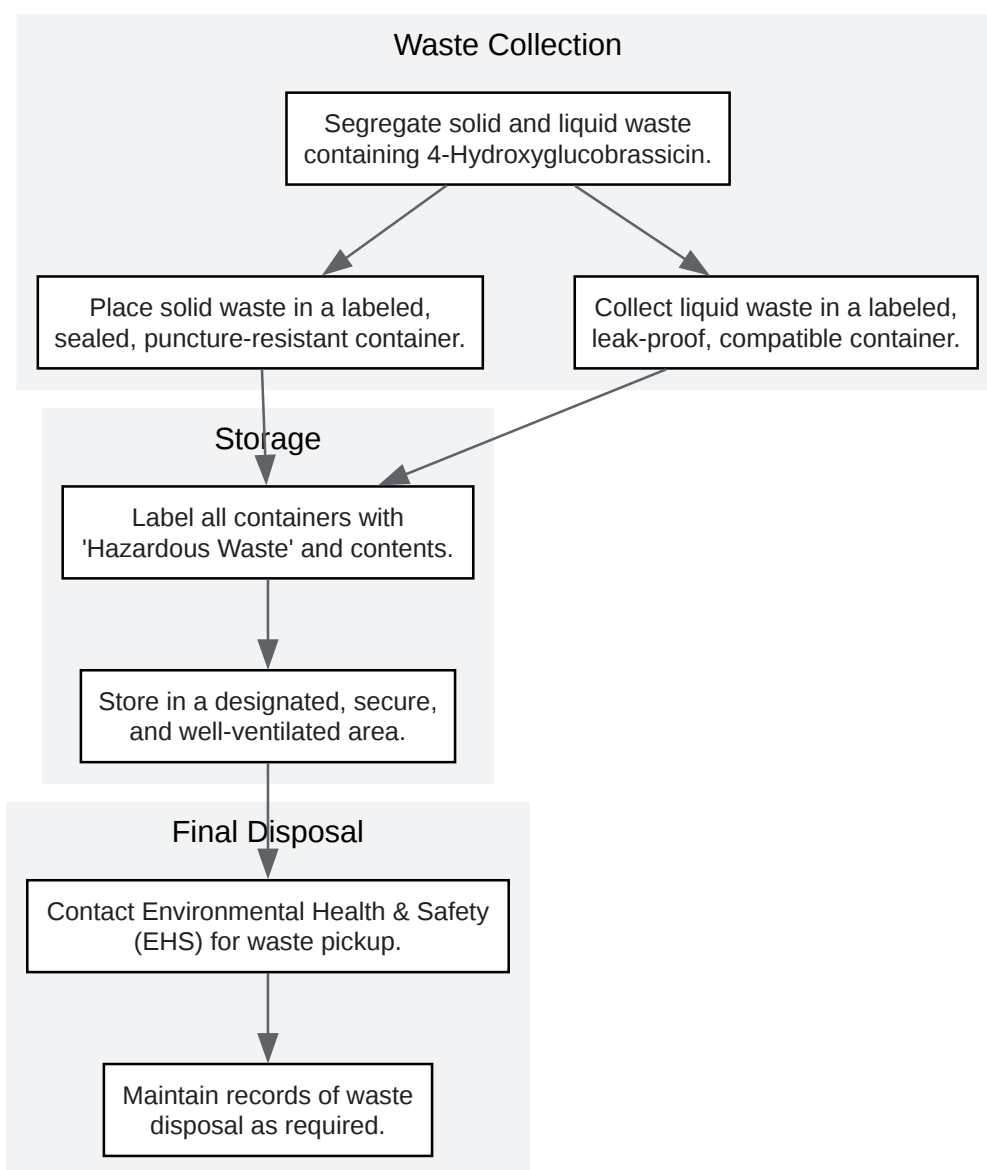 Waste Collection
Segregate solid and liquid waste
containing 4-Hydroxyglucobrassicin.
Place solid waste in a labeled,
sealed, puncture-resistant container.
Collect liquid waste in a labeled,
leak-proof, compatible container.
Storage
Label all containers with
'Hazardous Waste' and contents.
Store in a designated, secure,
and well-ventilated area.
Final Disposal
Contact Environmental Health & Safety
(EHS) for waste pickup.
Maintain records of waste
disposal as required.